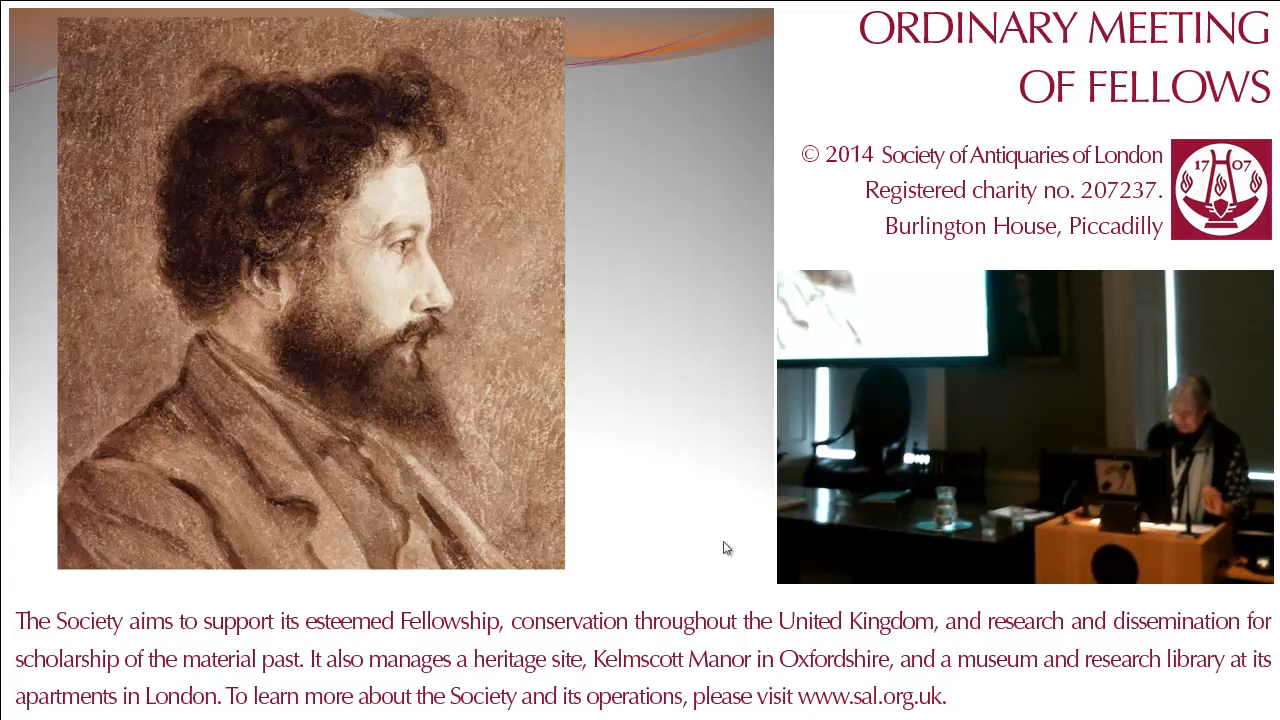 ORDINARY MEETING
OF FELLOWS
© 2014 Society of Antiquaries of London
Registered charity no. 207237.
Burlington House, Piccadilly
17 07
The Society aims to support its esteemed Fellowship, conservation throughout the United Kingdom, and research and dissemination for
scholarship of the material past. It also manages a heritage site, Kelmscott Manor in Oxfordshire, and a museum and research library at its
apartments in London. To learn more about the Society and its operations, please visit www.sal.org.uk.